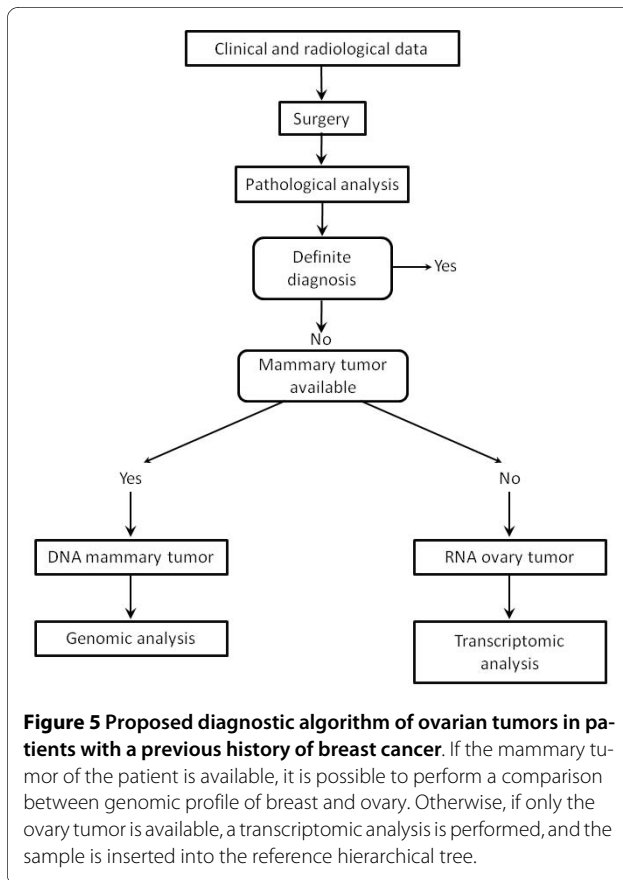 Clinical and radiological data
Surgery
Pathological analysis
Definite
diagnosis
Yes
No
Mammary tumor
available
Yes
No
DNA mammary tumor
RNA ovary tumor
Genomic analysis
Transcriptomic
analysis
Figure 5 Proposed diagnostic algorithm of ovarian tumors in pa-
tients with a previous history of breast cancer. If the mammary tu-
mor of the patient is available, it is possible to perform a comparison
between genomic profile of breast and ovary. Otherwise, if only the
ovary tumor is available, a transcriptomic analysis is performed, and the
sample is inserted into the reference hierarchical tree.